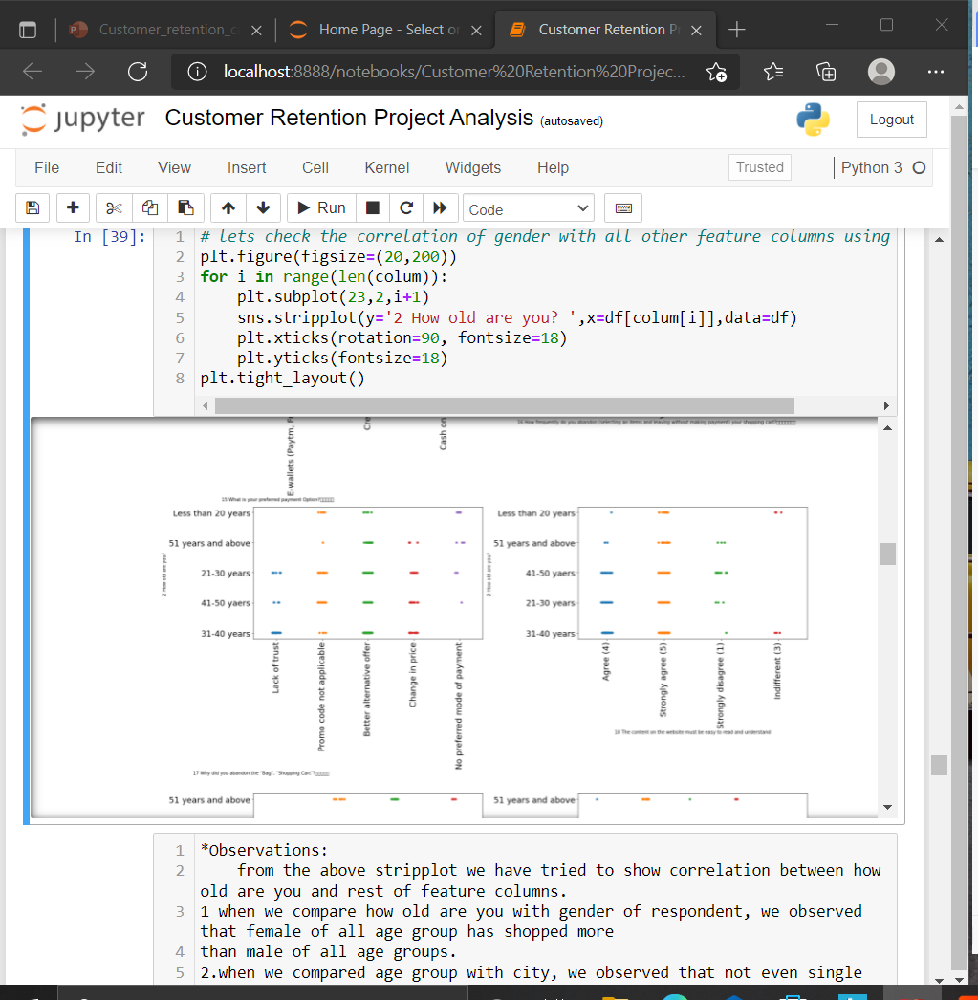 Customer_retention_c
Home Page - Select or
Customer Retention P
localhost:8888/notebooks/Customer%20Retention%20Projec...
jupyter
Customer Retention Project Analysis (autosaved)
Logout
File Edit View Insert Cell Kernel Widgets Help
Trusted
Python 3
Run
Code
In [39]:
1 # lets check the correlation of gender with all other feature columns using
2 plt.figure(figsize=(20,200))
3 for i in range(len(colum)):
4 plt.subplot(23,2,i+1)
5 sns.stripplot(y='2 How old are you? ',x=df[colum[i]],data=df)
6 plt.xticks(rotation=90, fontsize=18)
7 plt.yticks(fontsize=18)
8 plt.tight_layout()
E-wallets (Paytm, Fr
Cre
Cash on
16 How frequently do you abandon (selecting an items and leaving without making payment) your shopping cart?
15 What is your preferred payment Option?
2 How old are you?
Less than 20 years
51 years and above
21-30 years
41-50 yaers
31-40 years
Lack of trust
Promo code not applicable
Better alternative offer
Change in price
No preferred mode of payment
17 Why did you abandon the "Bag", "Shopping Cart"?
2 How old are you?
Less than 20 years
51 years and above
41-50 yaers
21-30 years
31-40 years
Agree (4)
Strongly agree (5)
Strongly disagree (1)
Indifferent (3)
18 The content on the website must be easy to read and understand
51 years and above
51 years and above
1 *Observations:
2 from the above stripplot we have tried to show correlation between how
old are you and rest of feature columns.
3 1 when we compare how old are you with gender of respondent, we observed
that female of all age group has shopped more
4 than male of all age groups.
5 2.when we compared age group with city, we observed that not even single